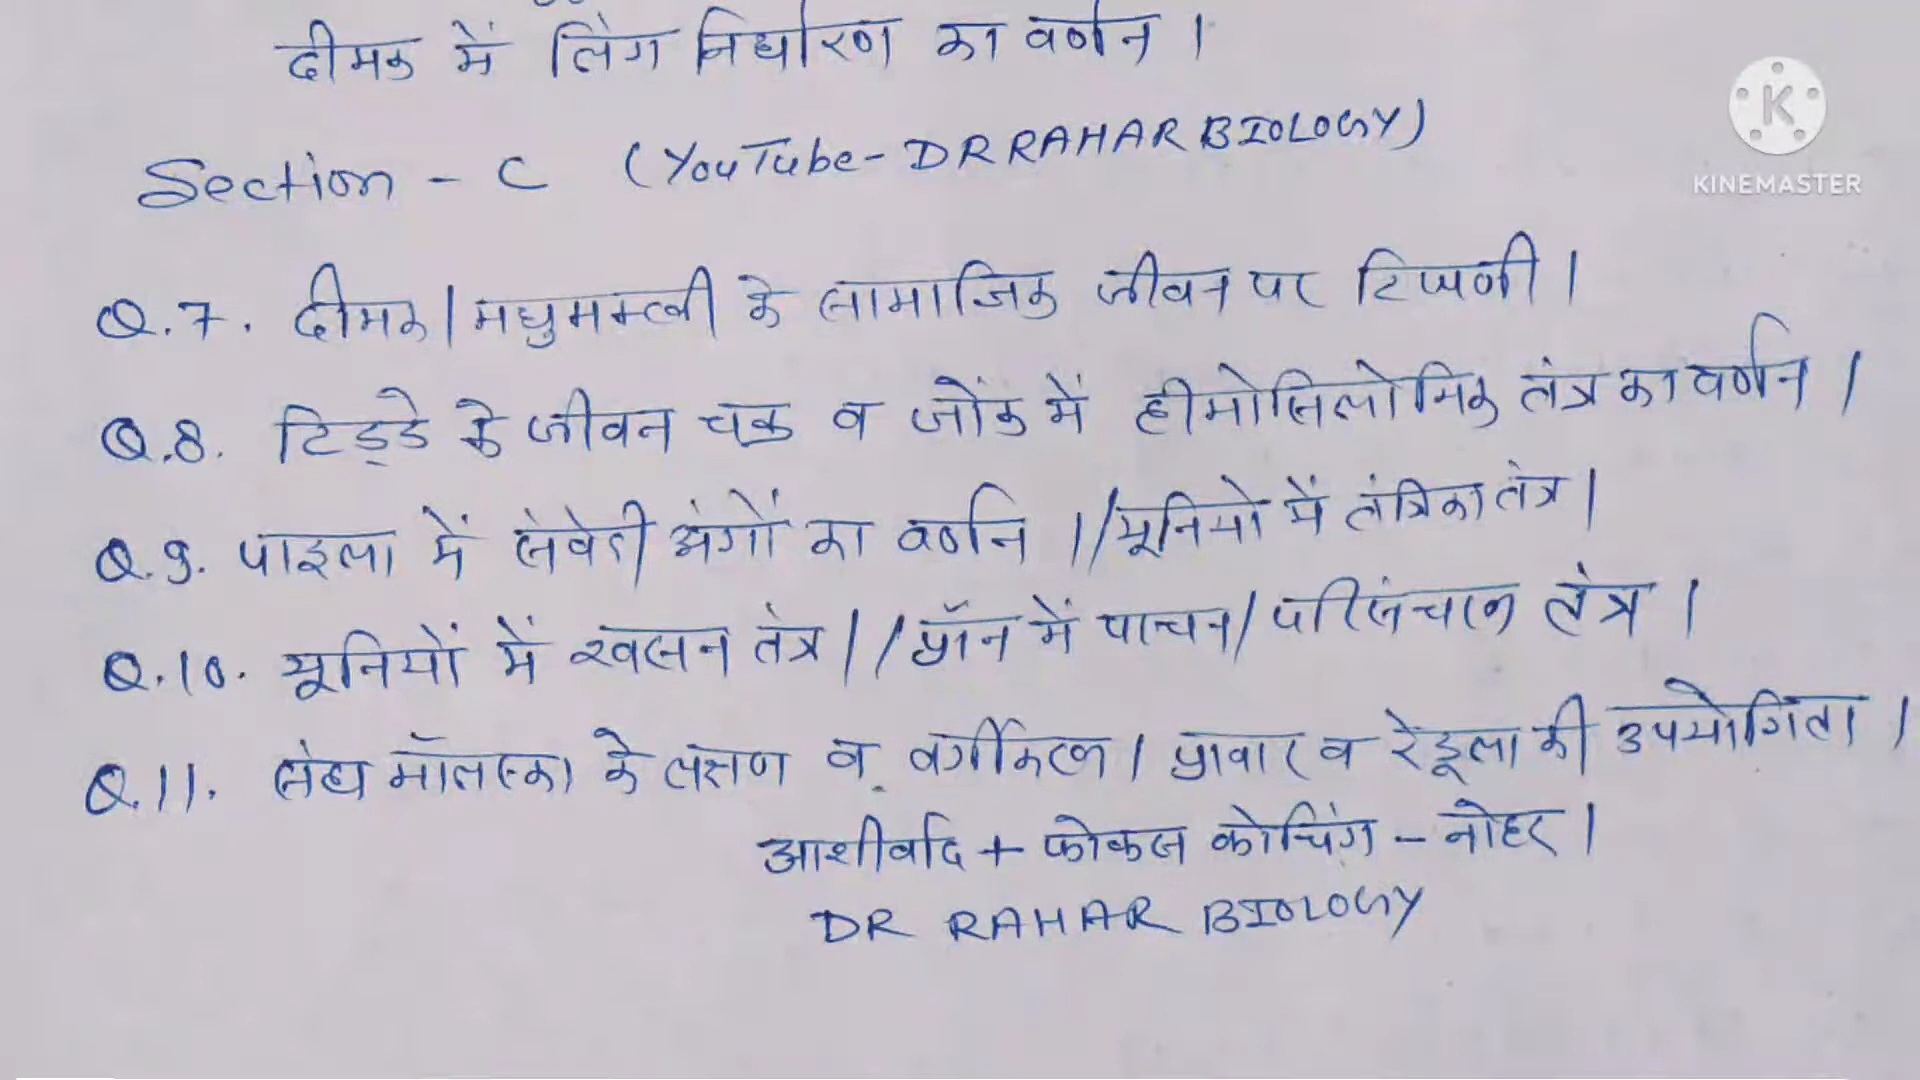 दीमक में लिंग निर्धारण का वर्णन ।
Section - C (YouTube- DR RAHAR BIOLOGY)
K
KINEMASTER
Q.7. दीमक/मधुमक्खी के सामाजिक जीवन पर टिप्पणी ।
Q.8. टिड्डे के जीवन चक्र व जोंक में हीमोसिलोमिक तंत्र का वर्णन ।
Q.9. पाइला में संवेदी अंगों का वर्णन ।//यूनियो में तंत्रिका तंत्र ।
Q.10. यूनियों में श्वसन तंत्र ।//प्रॉन में पाचन/परिसंचरण तंत्र ।
Q.11. संघ मॉलस्का के लक्षण व वर्गीकरण । प्रावार व रेडूला की उपयोगिता ।
आशीर्वाद + फोकस कोचिंग - नोहर ।
DR RAHAR BIOLOGY